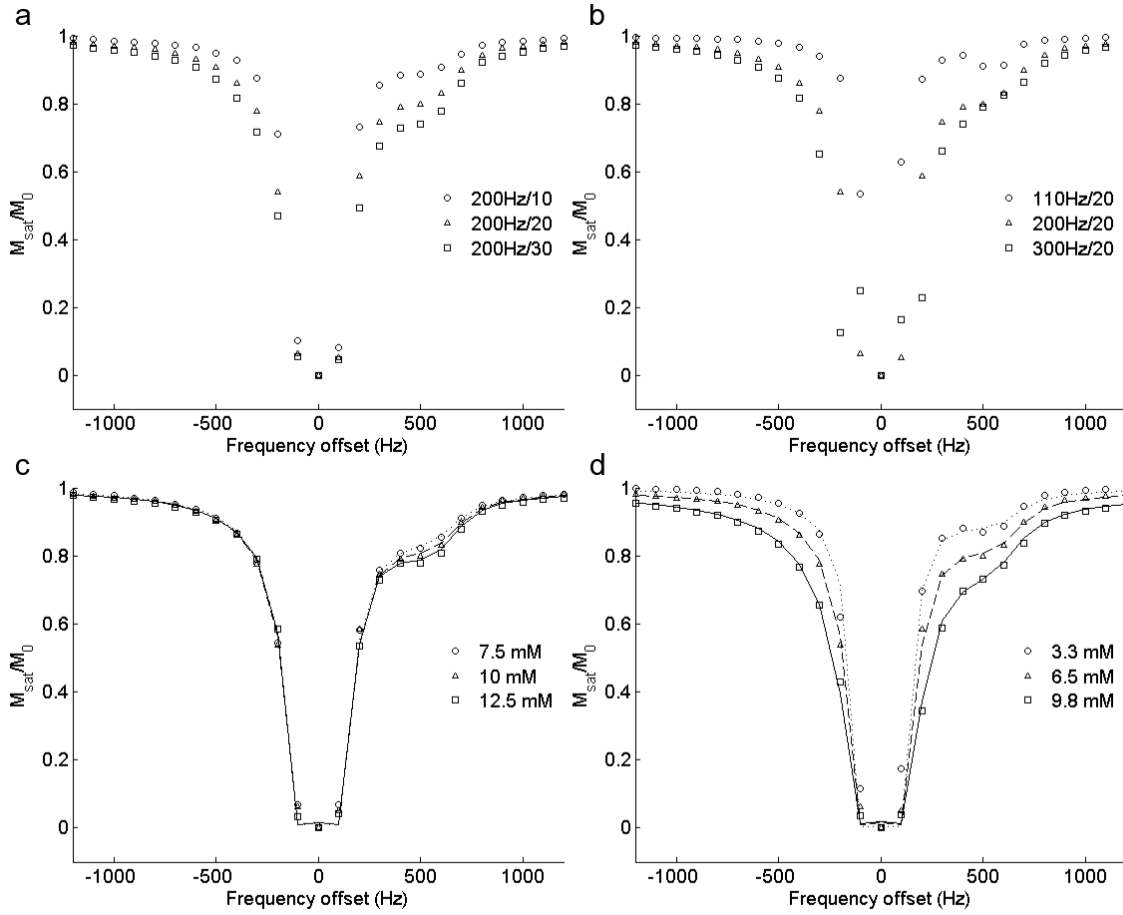 a
M_sat/M_0
1
0.8
0.6
0.4
0.2
0
-1000 -500 0 500 1000
Frequency offset (Hz)
200Hz/10
200Hz/20
200Hz/30
b
M_sat/M_0
1
0.8
0.6
0.4
0.2
0
-1000 -500 0 500 1000
Frequency offset (Hz)
110Hz/20
200Hz/20
300Hz/20
c
M_sat/M_0
1
0.8
0.6
0.4
0.2
0
-1000 -500 0 500 1000
Frequency offset (Hz)
7.5 mM
10 mM
12.5 mM
d
M_sat/M_0
1
0.8
0.6
0.4
0.2
0
-1000 -500 0 500 1000
Frequency offset (Hz)
3.3 mM
6.5 mM
9.8 mM